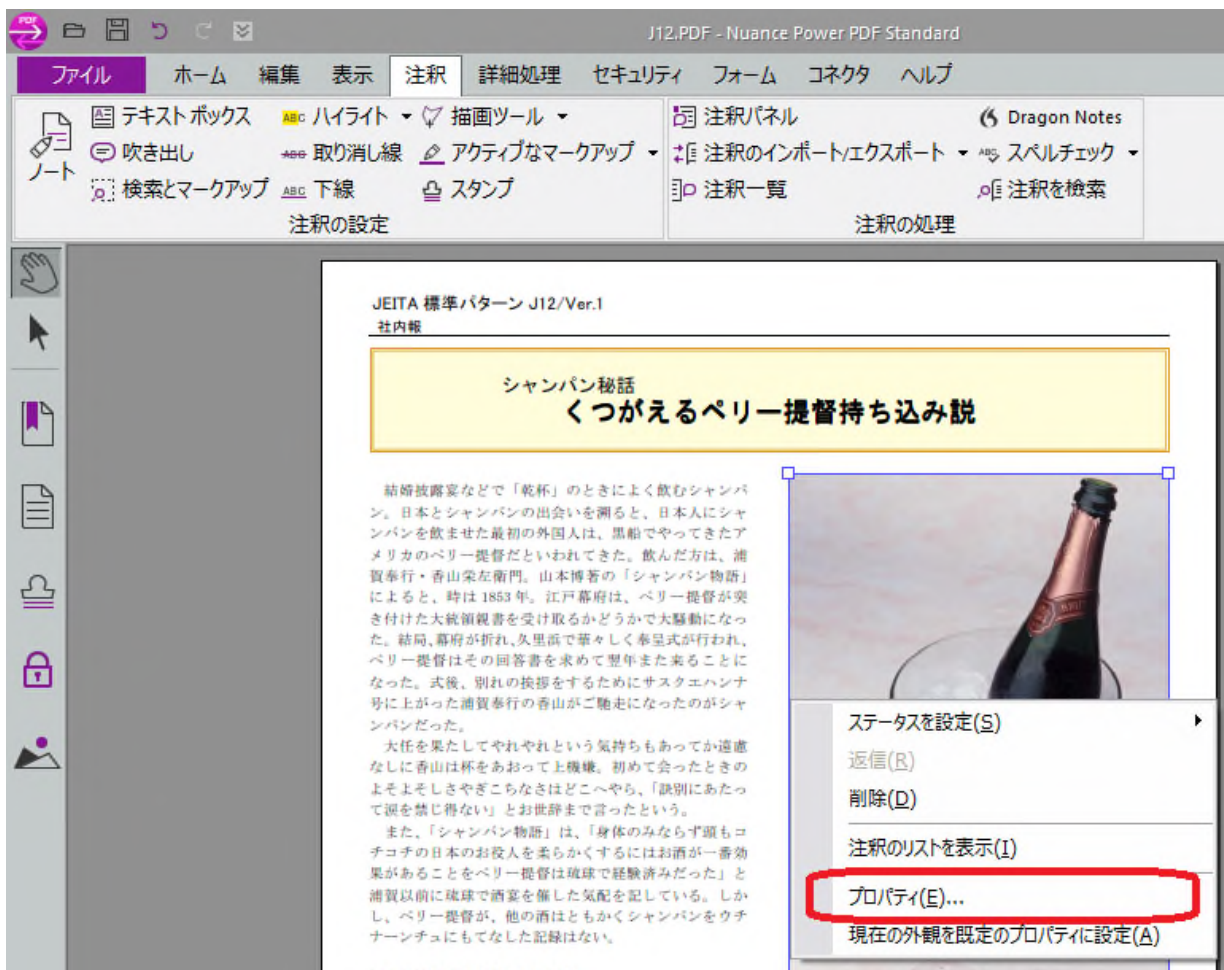 PDF
J12.PDF - Nuance Power PDF Standard
ファイル ホーム 編集 表示 注釈 詳細処理 セキュリティ フォーム コネクタ ヘルプ
ノート
テキスト ボックス ABC ハイライト 描画ツール
吹き出し ABC 取り消し線 アクティブなマークアップ
検索とマークアップ ABC 下線 スタンプ
注釈の設定
注釈パネル Dragon Notes
注釈のインポート/エクスポート ABC スペルチェック
注釈一覧 注釈を検索
注釈の処理
JEITA 標準パターン J12/Ver.1
社内報
シャンパン秘話
くつがえるペリー提督持ち込み説
結婚披露宴などで「乾杯」のときによく飲むシャンパ
ン。日本とシャンパンの出会いを溯ると、日本人にシャ
ンパンを飲ませた最初の外国人は、黒船でやってきたア
メリカのペリー提督だといわれてきた。飲んだ方は、浦
賀奉行・香山栄左衛門。山本博著の「シャンパン物語」
によると、時は 1853 年。江戸幕府は、ペリー提督が突
き付けた大統領親書を受け取るかどうかで大騒動になっ
た。結局、幕府が折れ、久里浜で華々しく奉呈式が行われ、
ペリー提督はその回答書を求めて翌年また来ることに
なった。式後、別れの挨拶をするためにサスクエハンナ
号に上がった浦賀奉行の香山がご馳走になったのがシャ
ンパンだった。
大任を果たしてやれやれという気持ちもあってか遠慮
なしに香山は杯をあおって上機嫌。初めて会ったときの
よそよそしさやぎこちなさはどこへやら、「訣別にあたっ
て涙を禁じ得ない」とお世辞まで言ったという。
また、「シャンパン物語」は、「身体のみならず頭もコ
チコチの日本のお役人を柔らかくするにはお酒が一番効
果があることをペリー提督は琉球で経験済みだった」と
浦賀以前に琉球で酒宴を催した気配を記している。しか
し、ペリー提督が、他の酒はともかくシャンパンをウチ
ナーンチュにもてなした記録はない。
ステータスを設定(S)
返信(R)
削除(D)
注釈のリストを表示(I)
プロパティ(E)...
現在の外観を既定のプロパティに設定(A)